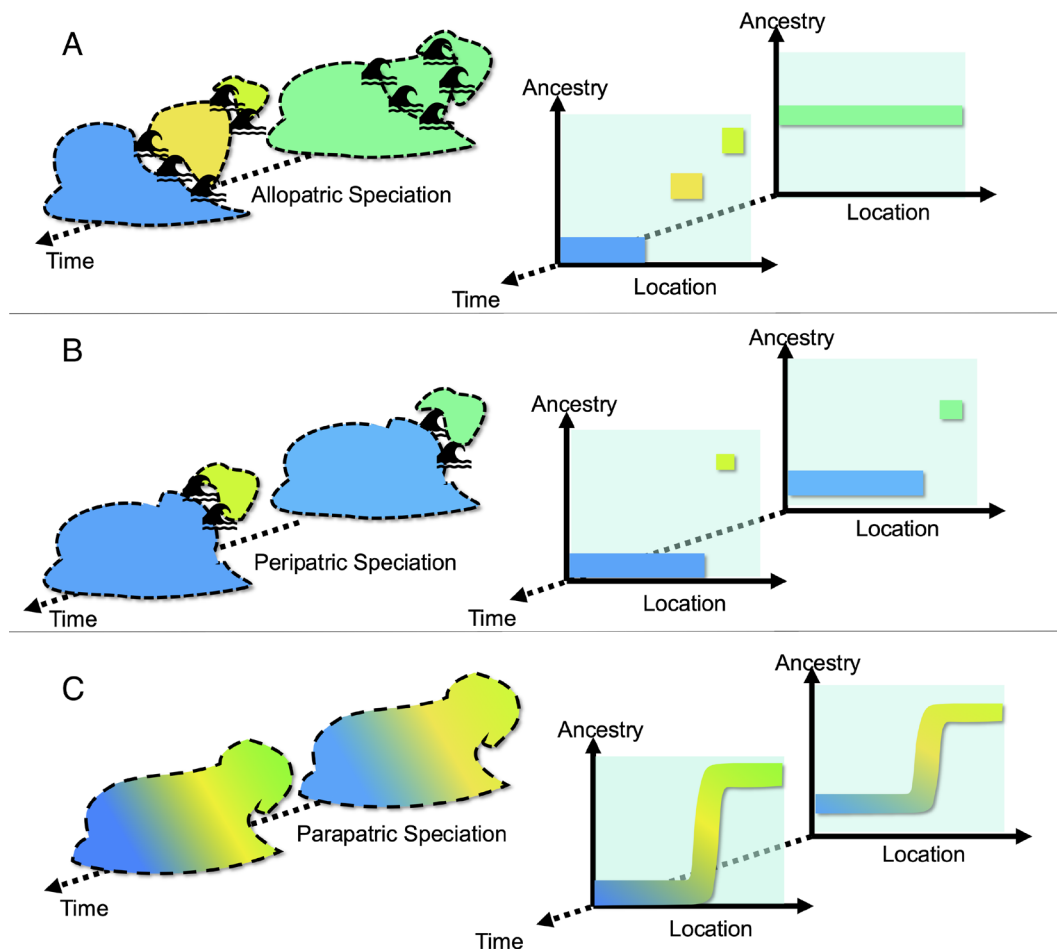 A
Allopatric Speciation
Time
Ancestry
Location
Time
Ancestry
Location
B
Peripatric Speciation
Time
Ancestry
Location
Time
Ancestry
Location
C
Parapatric Speciation
Time
Ancestry
Location
Time
Ancestry
Location